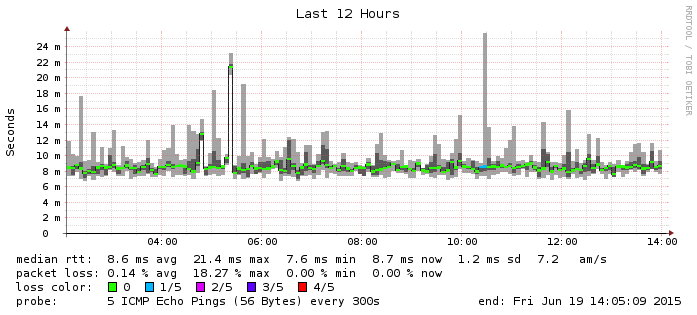 Last 12 Hours
RRDTOOL / TOBI OETIKER
Seconds
24 m
22 m
20 m
18 m
16 m
14 m
12 m
10 m
8 m
6 m
4 m
2 m
0
04:00 06:00 08:00 10:00 12:00 14:00
median rtt: 8.6 ms avg 21.4 ms max 7.6 ms min 8.7 ms now 1.2 ms sd 7.2 am/s
packet loss: 0.14 % avg 18.27 % max 0.00 % min 0.00 % now
loss color: 0 1/5 2/5 3/5 4/5
probe: 5 ICMP Echo Pings (56 Bytes) every 300s end: Fri Jun 19 14:05:09 2015